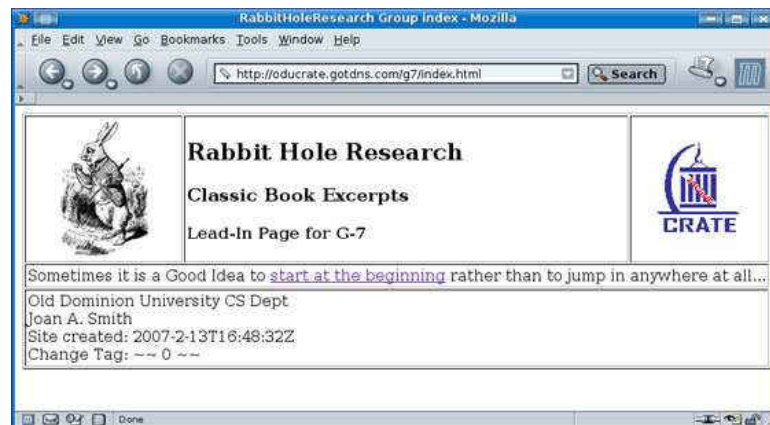 RabbitHoleResearch Group index - Mozilla
File Edit View Go Bookmarks Tools Window Help
http://oducrate.gotdns.com/g7/index.html Search
Rabbit Hole Research
Classic Book Excerpts
Lead-In Page for G-7
CRATE
Sometimes it is a Good Idea to start at the beginning rather than to jump in anywhere at all...
Old Dominion University CS Dept
Joan A. Smith
Site created: 2007-2-13T16:48:32Z
Change Tag: ~~ 0 ~~
Done